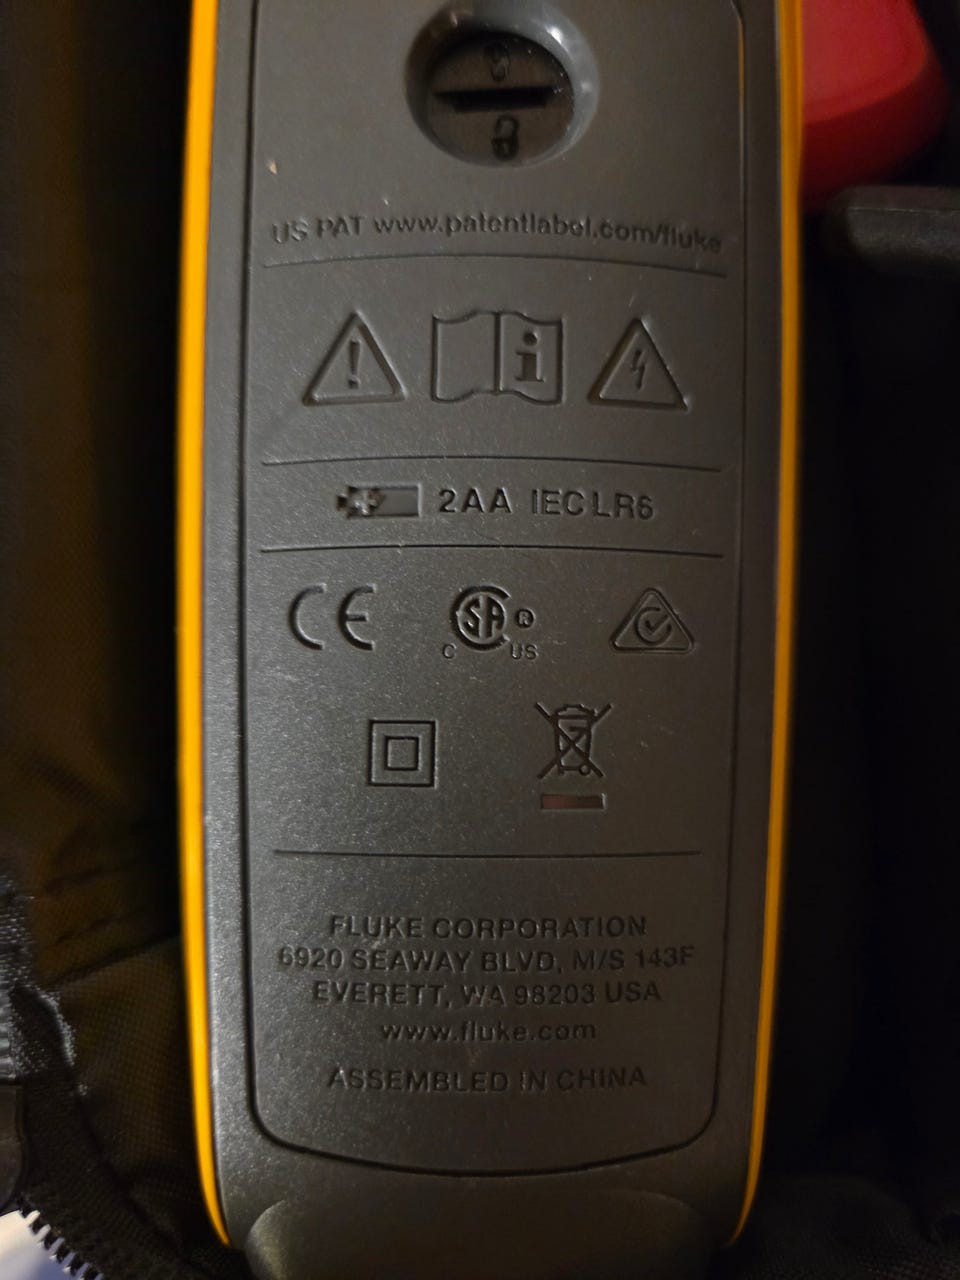 US PAT www.patentlabel.com/fluke
i
2AA IEC LR6
CE
SA ®
C US
FLUKE CORPORATION
6920 SEAWAY BLVD, M/S 143F
EVERETT, WA 98203 USA
www.fluke.com
ASSEMBLED IN CHINA